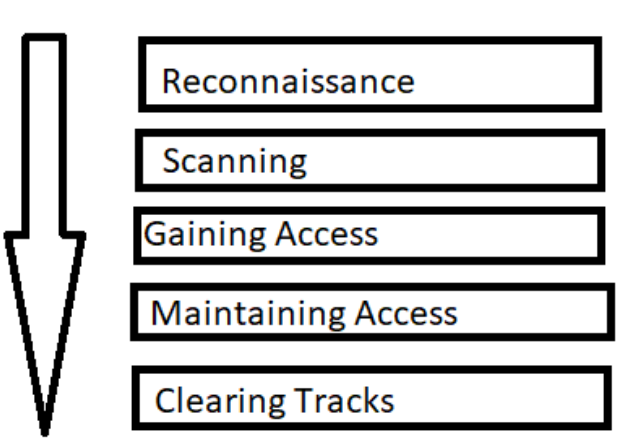 Reconnaissance
Scanning
Gaining Access
Maintaining Access
Clearing Tracks